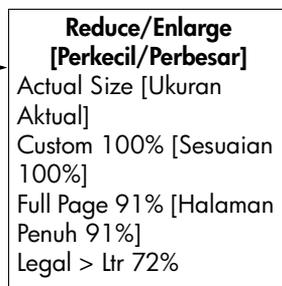 Reduce/Enlarge
[Perkecil/Perbesar]
Actual Size [Ukuran
Aktual]
Custom 100% [Sesuaian
100%]
Full Page 91% [Halaman
Penuh 91%]
Legal > Ltr 72%